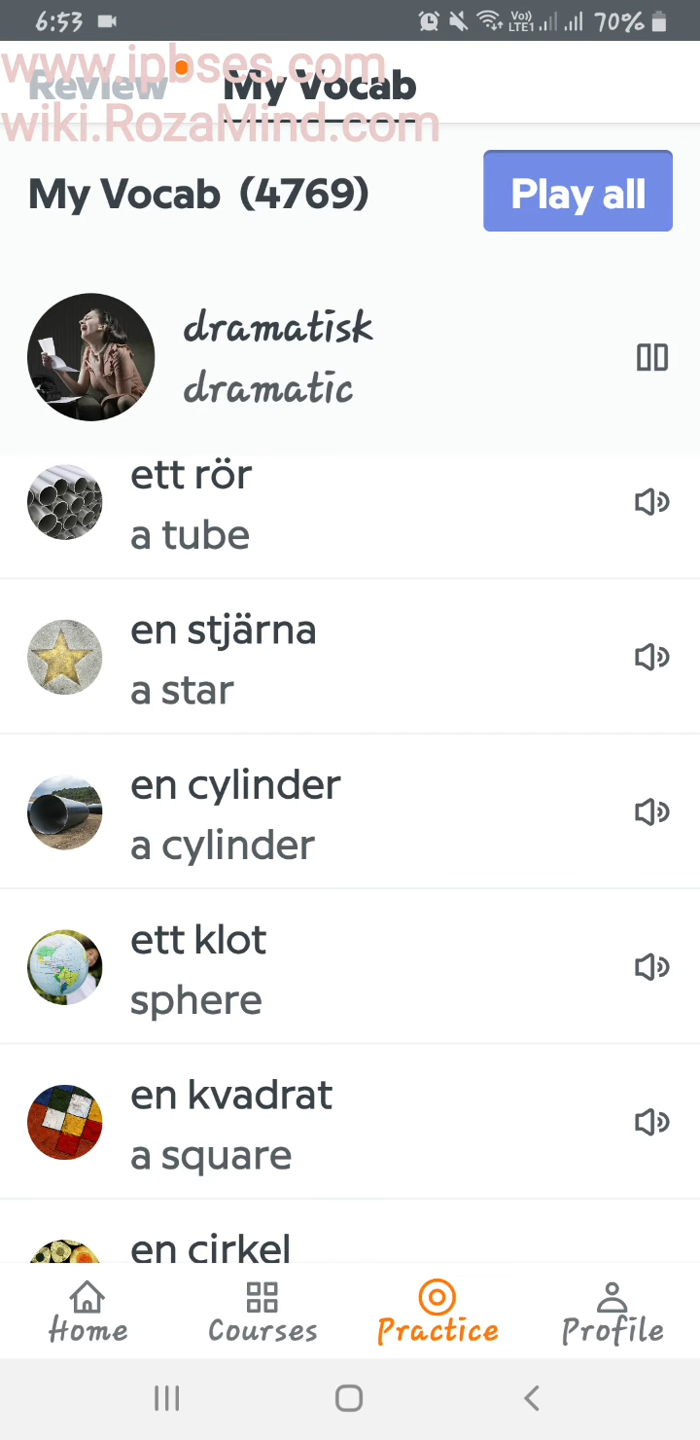 6:53 Vo) LTE1 70%
www.ipbses.com
Review My Vocab
wiki.RozaMind.com
My Vocab (4769) Play all
dramatisk
dramatic
ett rör
a tube
en stjärna
a star
en cylinder
a cylinder
ett klot
sphere
en kvadrat
a square
en cirkel
Home Courses Practice Profile